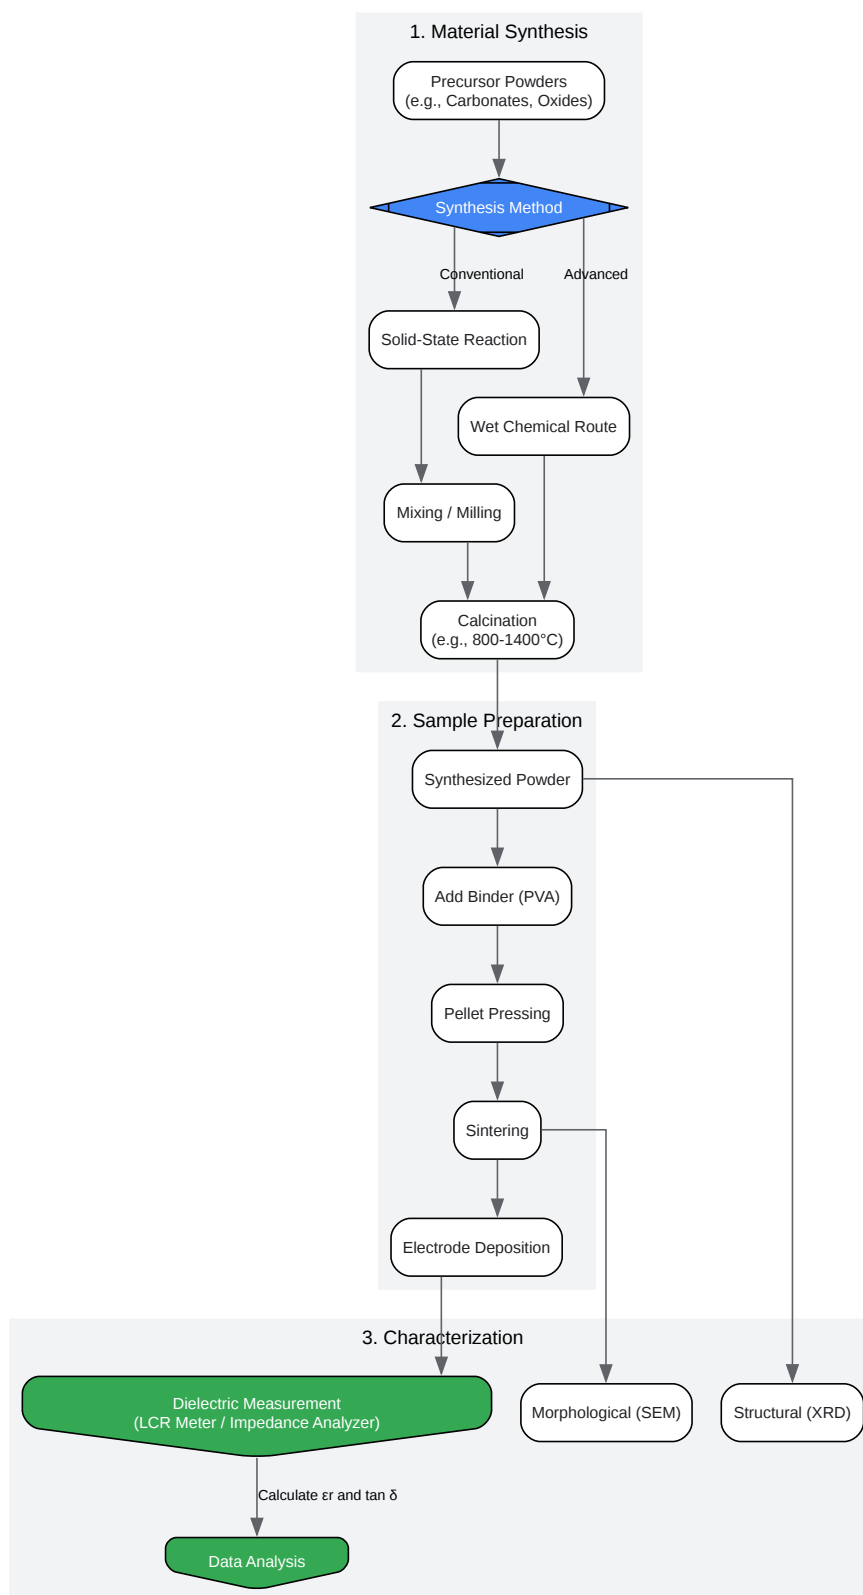 1. Material Synthesis
Precursor Powders
(e.g., Carbonates, Oxides)
Synthesis Method
Conventional
Advanced
Solid-State Reaction
Wet Chemical Route
Mixing / Milling
Calcination
(e.g., 800-1400°C)
2. Sample Preparation
Synthesized Powder
Add Binder (PVA)
Pellet Pressing
Sintering
Electrode Deposition
3. Characterization
Dielectric Measurement
(LCR Meter / Impedance Analyzer)
Morphological (SEM)
Structural (XRD)
Calculate εr and tan δ
Data Analysis